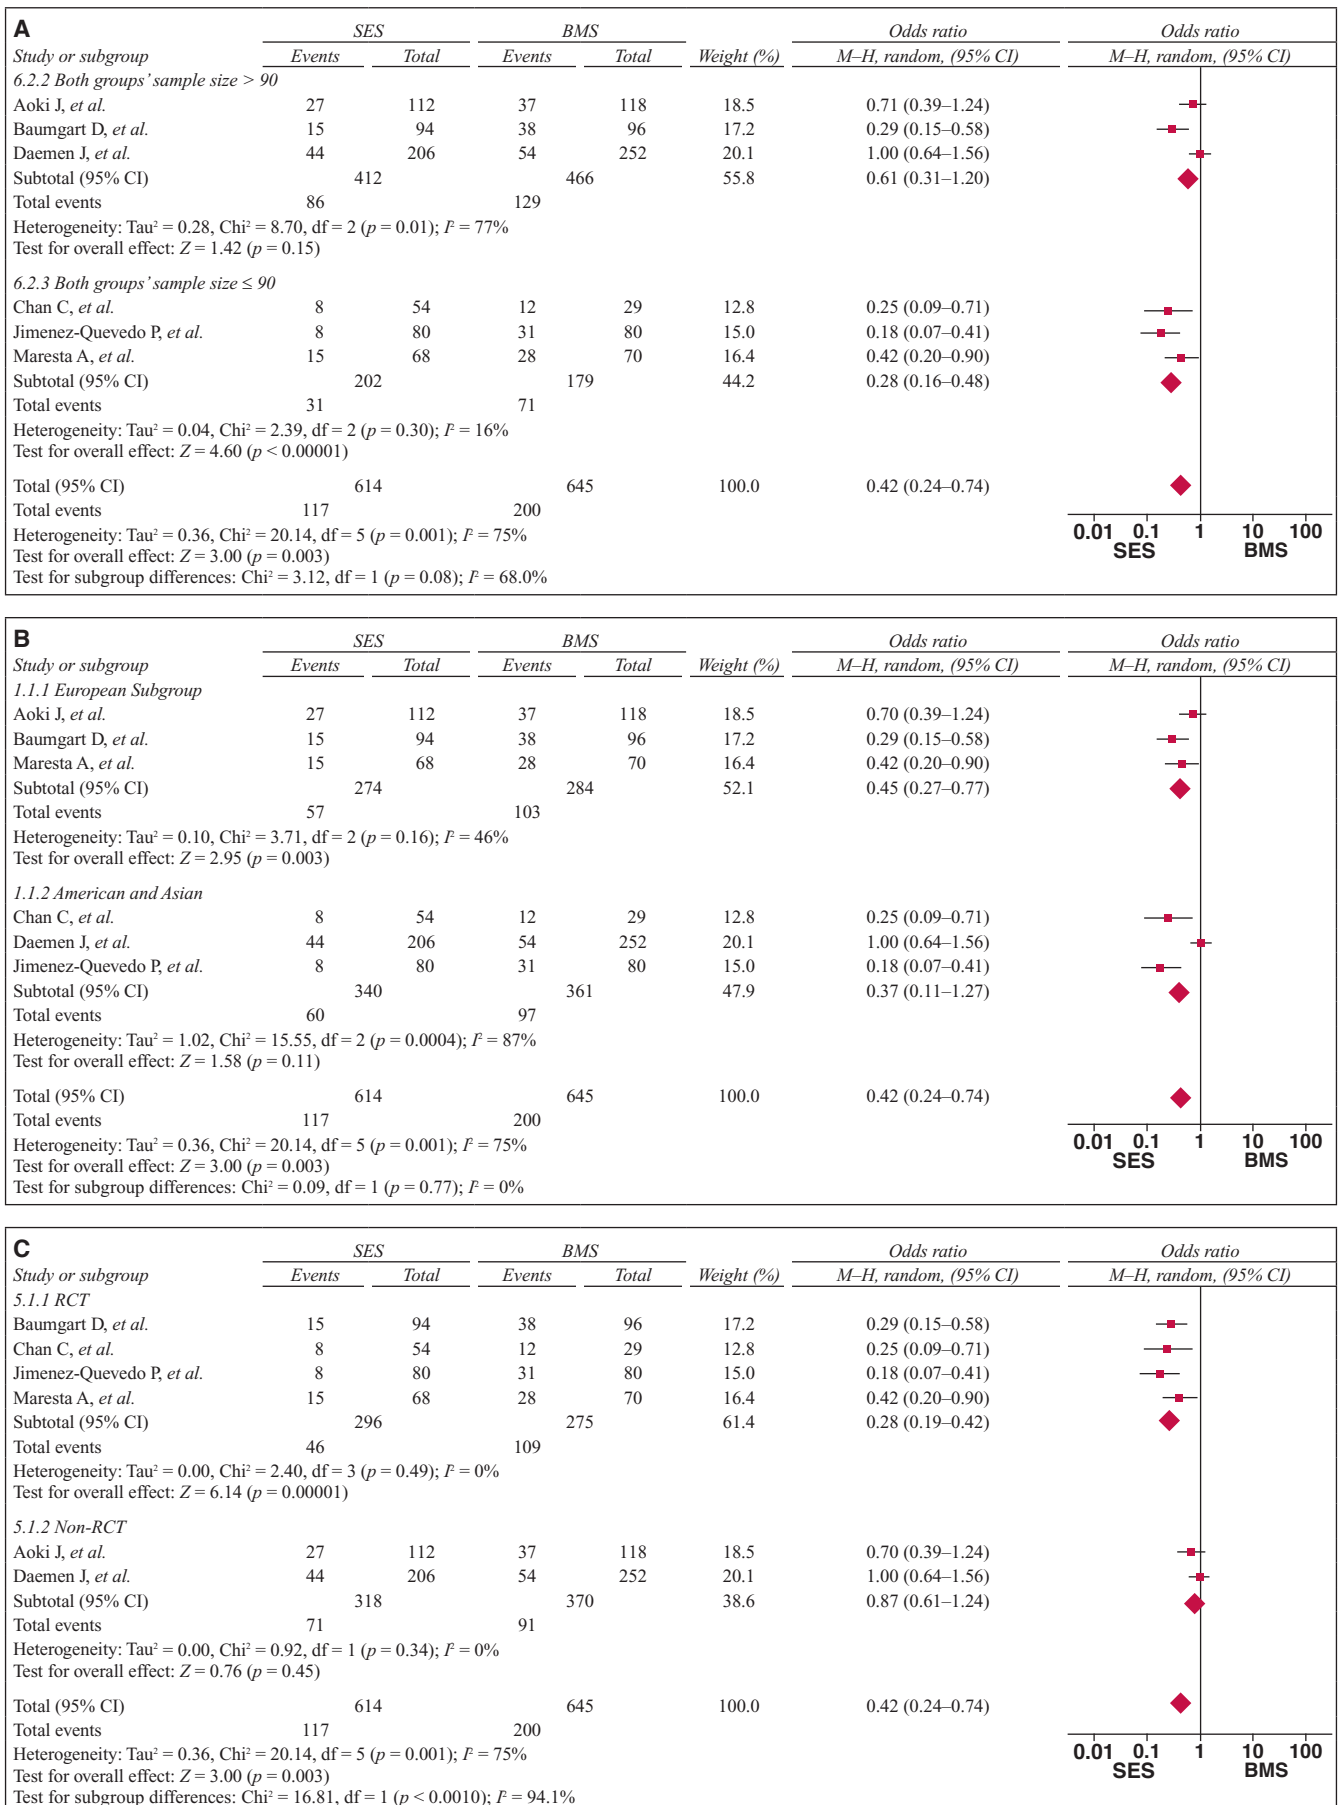 A SES BMS Odds ratio Odds ratio
Study or subgroup Events Total Events Total Weight (%) M–H, random, (95% CI) M–H, random, (95% CI)
6.2.2 Both groups' sample size > 90
Aoki J, et al. 27 112 37 118 18.5 0.71 (0.39–1.24)
Baumgart D, et al. 15 94 38 96 17.2 0.29 (0.15–0.58)
Daemen J, et al. 44 206 54 252 20.1 1.00 (0.64–1.56)
Subtotal (95% CI) 412 466 55.8 0.61 (0.31–1.20)
Total events 86 129
Heterogeneity: Tau² = 0.28, Chi² = 8.70, df = 2 (p = 0.01); I² = 77%
Test for overall effect: Z = 1.42 (p = 0.15)
6.2.3 Both groups' sample size ≤ 90
Chan C, et al. 8 54 12 29 12.8 0.25 (0.09–0.71)
Jimenez-Quevedo P, et al. 8 80 31 80 15.0 0.18 (0.07–0.41)
Maresta A, et al. 15 68 28 70 16.4 0.42 (0.20–0.90)
Subtotal (95% CI) 202 179 44.2 0.28 (0.16–0.48)
Total events 31 71
Heterogeneity: Tau² = 0.04, Chi² = 2.39, df = 2 (p = 0.30); I² = 16%
Test for overall effect: Z = 4.60 (p < 0.00001)
Total (95% CI) 614 645 100.0 0.42 (0.24–0.74)
Total events 117 200
Heterogeneity: Tau² = 0.36, Chi² = 20.14, df = 5 (p = 0.001); I² = 75%
0.01 0.1 1 10 100
Test for overall effect: Z = 3.00 (p = 0.003)
SES BMS
Test for subgroup differences: Chi² = 3.12, df = 1 (p = 0.08); I² = 68.0%
B SES BMS Odds ratio Odds ratio
Study or subgroup Events Total Events Total Weight (%) M–H, random, (95% CI) M–H, random, (95% CI)
1.1.1 European Subgroup
Aoki J, et al. 27 112 37 118 18.5 0.70 (0.39–1.24)
Baumgart D, et al. 15 94 38 96 17.2 0.29 (0.15–0.58)
Maresta A, et al. 15 68 28 70 16.4 0.42 (0.20–0.90)
Subtotal (95% CI) 274 284 52.1 0.45 (0.27–0.77)
Total events 57 103
Heterogeneity: Tau² = 0.10, Chi² = 3.71, df = 2 (p = 0.16); I² = 46%
Test for overall effect: Z = 2.95 (p = 0.003)
1.1.2 American and Asian
Chan C, et al. 8 54 12 29 12.8 0.25 (0.09–0.71)
Daemen J, et al. 44 206 54 252 20.1 1.00 (0.64–1.56)
Jimenez-Quevedo P, et al. 8 80 31 80 15.0 0.18 (0.07–0.41)
Subtotal (95% CI) 340 361 47.9 0.37 (0.11–1.27)
Total events 60 97
Heterogeneity: Tau² = 1.02, Chi² = 15.55, df = 2 (p = 0.0004); I² = 87%
Test for overall effect: Z = 1.58 (p = 0.11)
Total (95% CI) 614 645 100.0 0.42 (0.24–0.74)
Total events 117 200
Heterogeneity: Tau² = 0.36, Chi² = 20.14, df = 5 (p = 0.001); I² = 75%
0.01 0.1 1 10 100
Test for overall effect: Z = 3.00 (p = 0.003)
SES BMS
Test for subgroup differences: Chi² = 0.09, df = 1 (p = 0.77); I² = 0%
C SES BMS Odds ratio Odds ratio
Study or subgroup Events Total Events Total Weight (%) M–H, random, (95% CI) M–H, random, (95% CI)
5.1.1 RCT
Baumgart D, et al. 15 94 38 96 17.2 0.29 (0.15–0.58)
Chan C, et al. 8 54 12 29 12.8 0.25 (0.09–0.71)
Jimenez-Quevedo P, et al. 8 80 31 80 15.0 0.18 (0.07–0.41)
Maresta A, et al. 15 68 28 70 16.4 0.42 (0.20–0.90)
Subtotal (95% CI) 296 275 61.4 0.28 (0.19–0.42)
Total events 46 109
Heterogeneity: Tau² = 0.00, Chi² = 2.40, df = 3 (p = 0.49); I² = 0%
Test for overall effect: Z = 6.14 (p = 0.00001)
5.1.2 Non-RCT
Aoki J, et al. 27 112 37 118 18.5 0.70 (0.39–1.24)
Daemen J, et al. 44 206 54 252 20.1 1.00 (0.64–1.56)
Subtotal (95% CI) 318 370 38.6 0.87 (0.61–1.24)
Total events 71 91
Heterogeneity: Tau² = 0.00, Chi² = 0.92, df = 1 (p = 0.34); I² = 0%
Test for overall effect: Z = 0.76 (p = 0.45)
Total (95% CI) 614 645 100.0 0.42 (0.24–0.74)
Total events 117 200
Heterogeneity: Tau² = 0.36, Chi² = 20.14, df = 5 (p = 0.001); I² = 75%
0.01 0.1 1 10 100
Test for overall effect: Z = 3.00 (p = 0.003)
SES BMS
Test for subgroup differences: Chi² = 16.81, df = 1 (p < 0.0010); I² = 94.1%